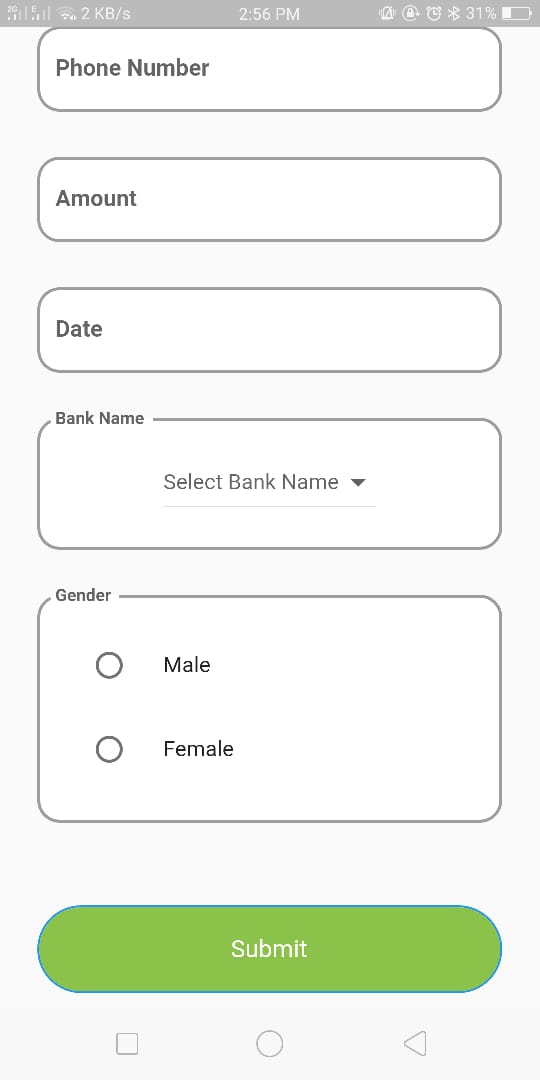 2G E 2 KB/s 2:56 PM 31%
Phone Number
Amount
Date
Bank Name
Select Bank Name
Gender
Male
Female
Submit